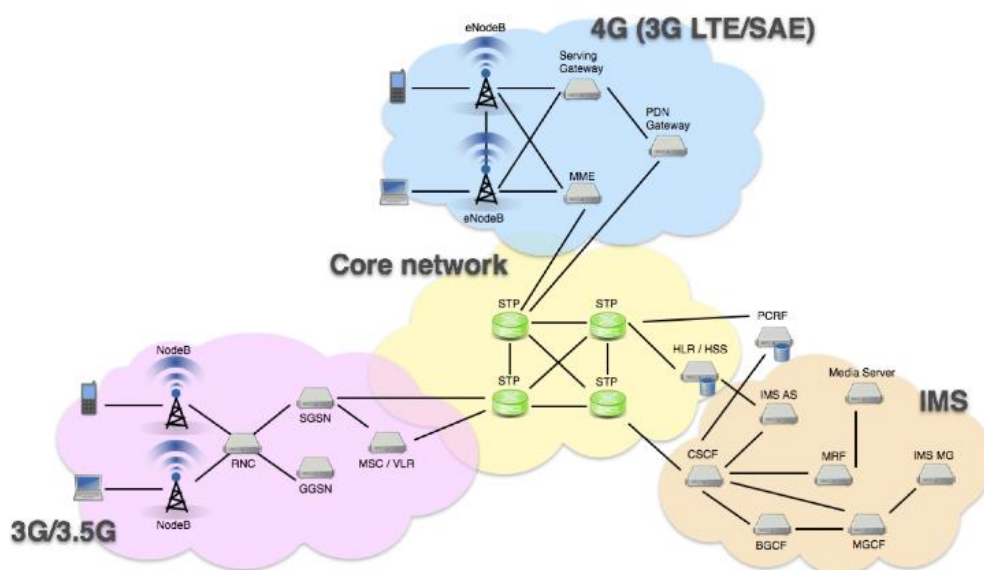 eNodeB
4G (3G LTE/SAE)
Serving
Gateway
PDN
Gateway
MME
eNodeB
Core network
STP
STP
PCRF
NodeB
HLR / HSS
STP
STP
Media Server
IMS AS
IMS
SGSN
RNC
MSC / VLR
CSCF
MRF
IMS MG
GGSN
3G/3.5G
NodeB
BGCF
MGCF